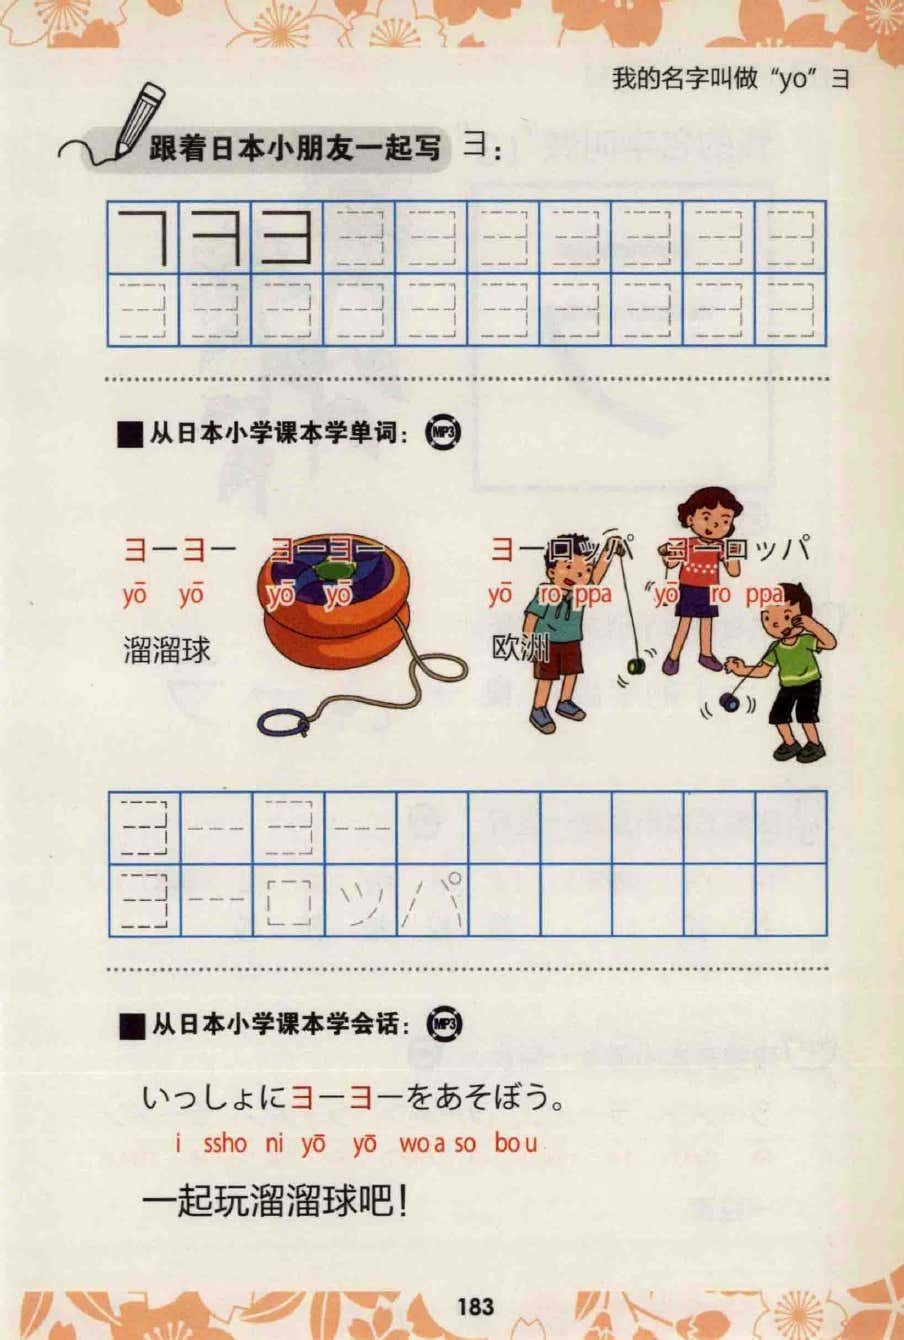 我的名字叫做“yo”ヨ
跟着日本小朋友一起写 ヨ：
ヨ ヨ ヨ ヨ ヨ ヨ ヨ
ヨ ヨ ヨ ヨ ヨ ヨ ヨ ヨ ヨ ヨ
■从日本小学课本学单词：MP3
ヨーヨー ヨーヨー
yō yō yō yō
溜溜球
ヨーロッパ ヨーロッパ
yō ro ppa yō ro ppa
欧洲
ヨーヨー
ヨーロッパ
■从日本小学课本学会话：MP3
いっしょにヨーヨーをあそぼう。
i ssho ni yō yō wo a so bo u
一起玩溜溜球吧！
183